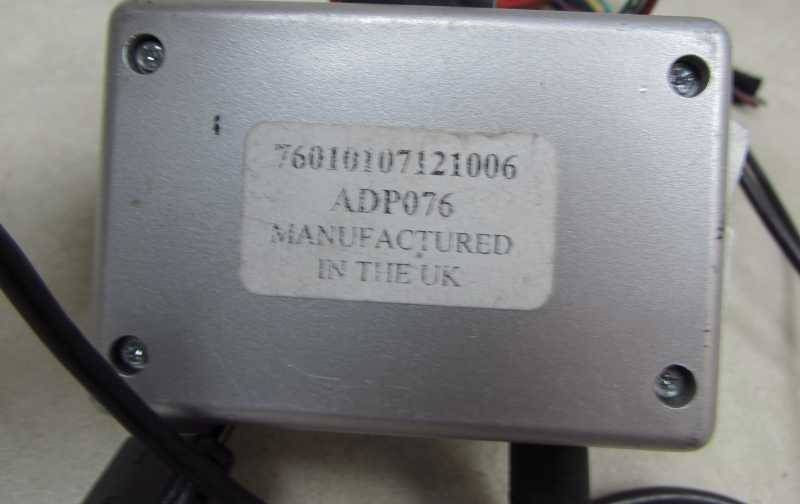 76010107121006
ADP076
MANUFACTURED
IN THE UK